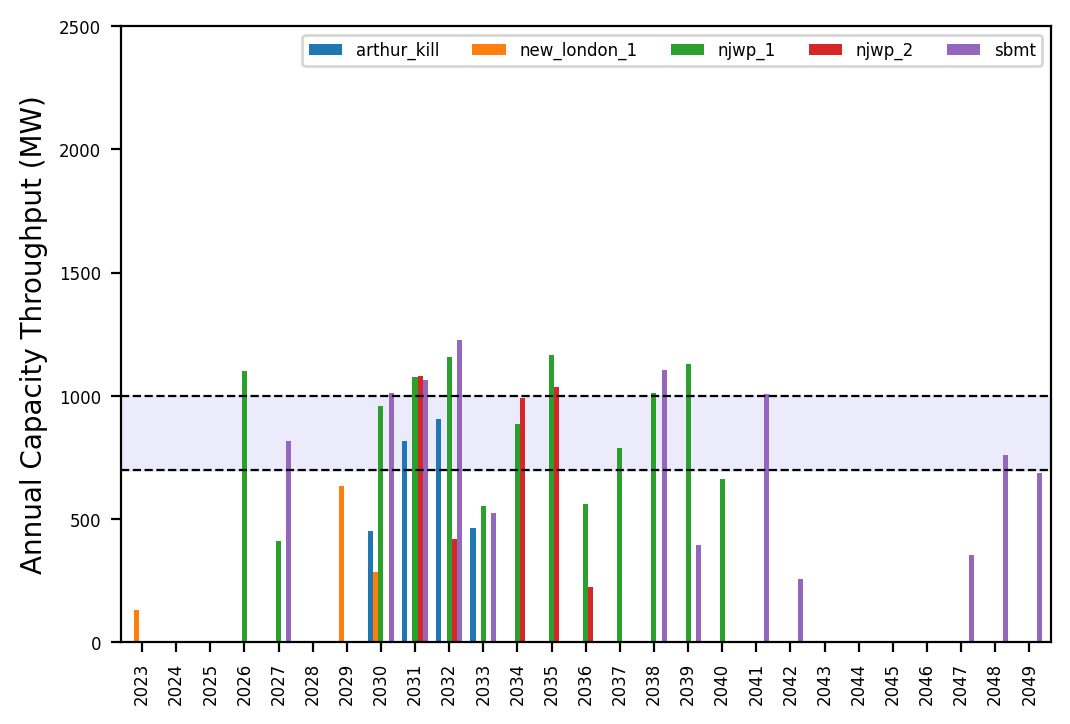 Annual Capacity Throughput (MW)
2500
2000
1500
1000
500
0
arthur_kill new_london_1 njwp_1 njwp_2 sbmt
2023 2024 2025 2026 2027 2028 2029 2030 2031 2032 2033 2034 2035 2036 2037 2038 2039 2040 2041 2042 2043 2044 2045 2046 2047 2048 2049